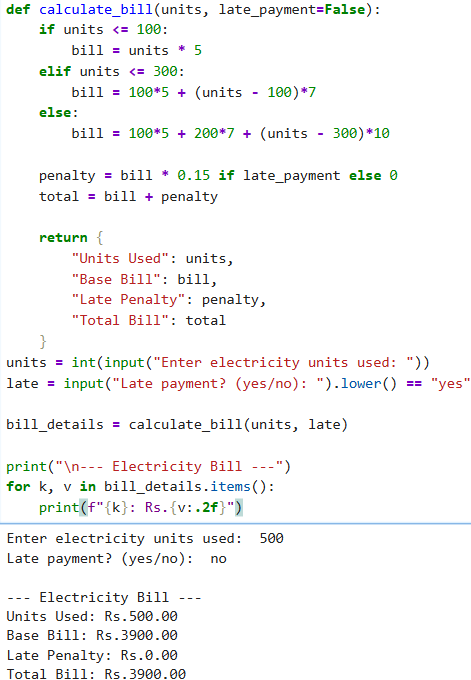 def calculate_bill(units, late_payment=False):
    if units <= 100:
        bill = units * 5
    elif units <= 300:
        bill = 100*5 + (units - 100)*7
    else:
        bill = 100*5 + 200*7 + (units - 300)*10

    penalty = bill * 0.15 if late_payment else 0
    total = bill + penalty

    return {
        "Units Used": units,
        "Base Bill": bill,
        "Late Penalty": penalty,
        "Total Bill": total
    }
units = int(input("Enter electricity units used: "))
late = input("Late payment? (yes/no): ").lower() == "yes"

bill_details = calculate_bill(units, late)

print("\n--- Electricity Bill ---")
for k, v in bill_details.items():
    print(f"{k}: Rs.{v:.2f}")
Enter electricity units used:  500
Late payment? (yes/no):  no

--- Electricity Bill ---
Units Used: Rs.500.00
Base Bill: Rs.3900.00
Late Penalty: Rs.0.00
Total Bill: Rs.3900.00